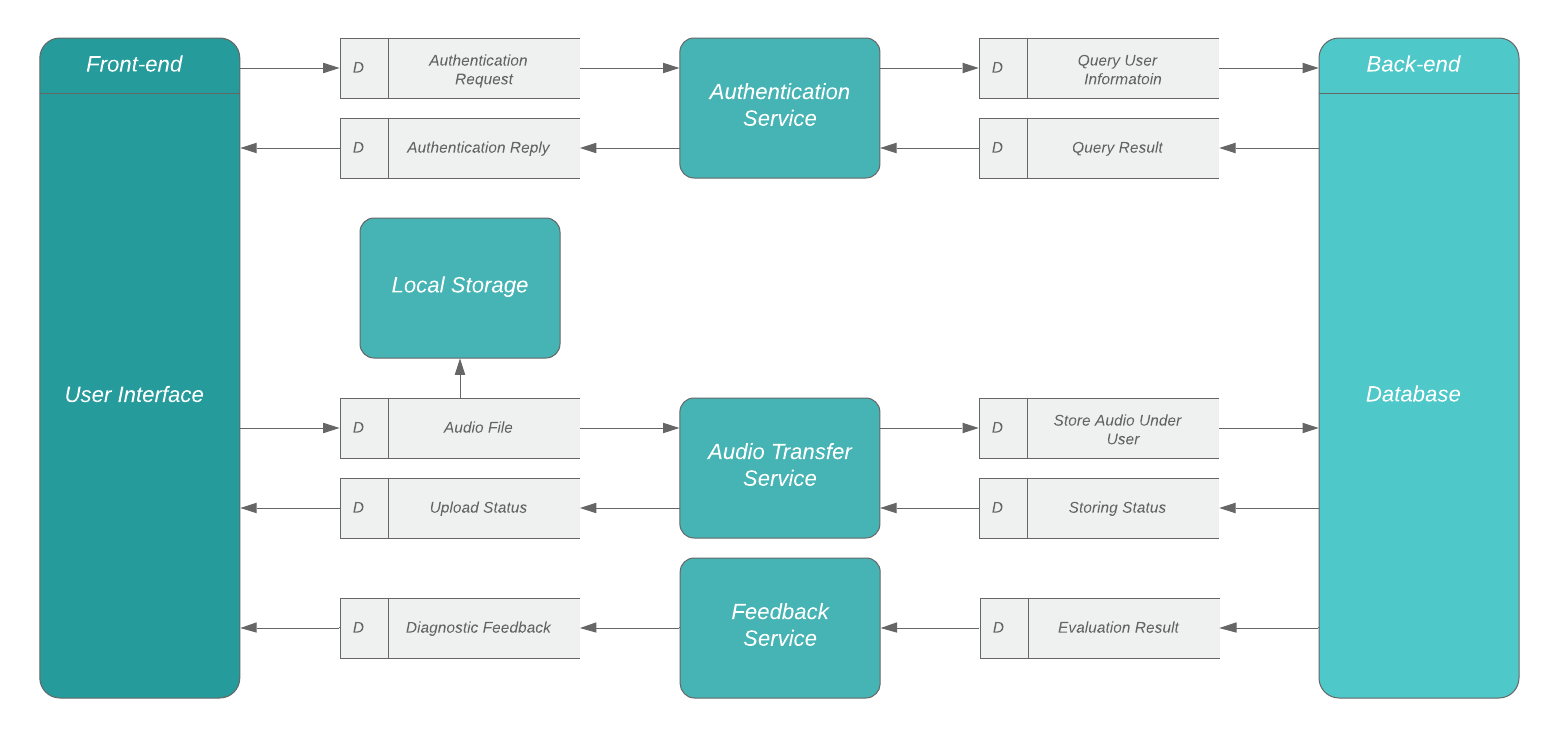 Front-end
User Interface
D
Authentication
Request
D
Authentication Reply
Authentication
Service
D
Query User
Informatoin
D
Query Result
Back-end
Database
Local Storage
D
Audio File
D
Upload Status
Audio Transfer
Service
D
Store Audio Under
User
D
Storing Status
D
Diagnostic Feedback
Feedback
Service
D
Evaluation Result